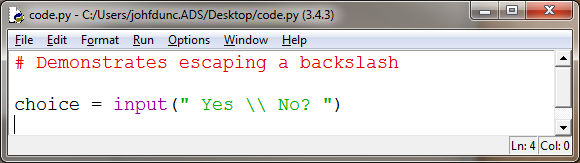 code.py - C:/Users/johfdunc.ADS/Desktop/code.py (3.4.3)
File Edit Format Run Options Windows Help
# Demonstrates escaping a backslash
choice = input(" Yes \\ No? ")
Ln: 4 Col: 0